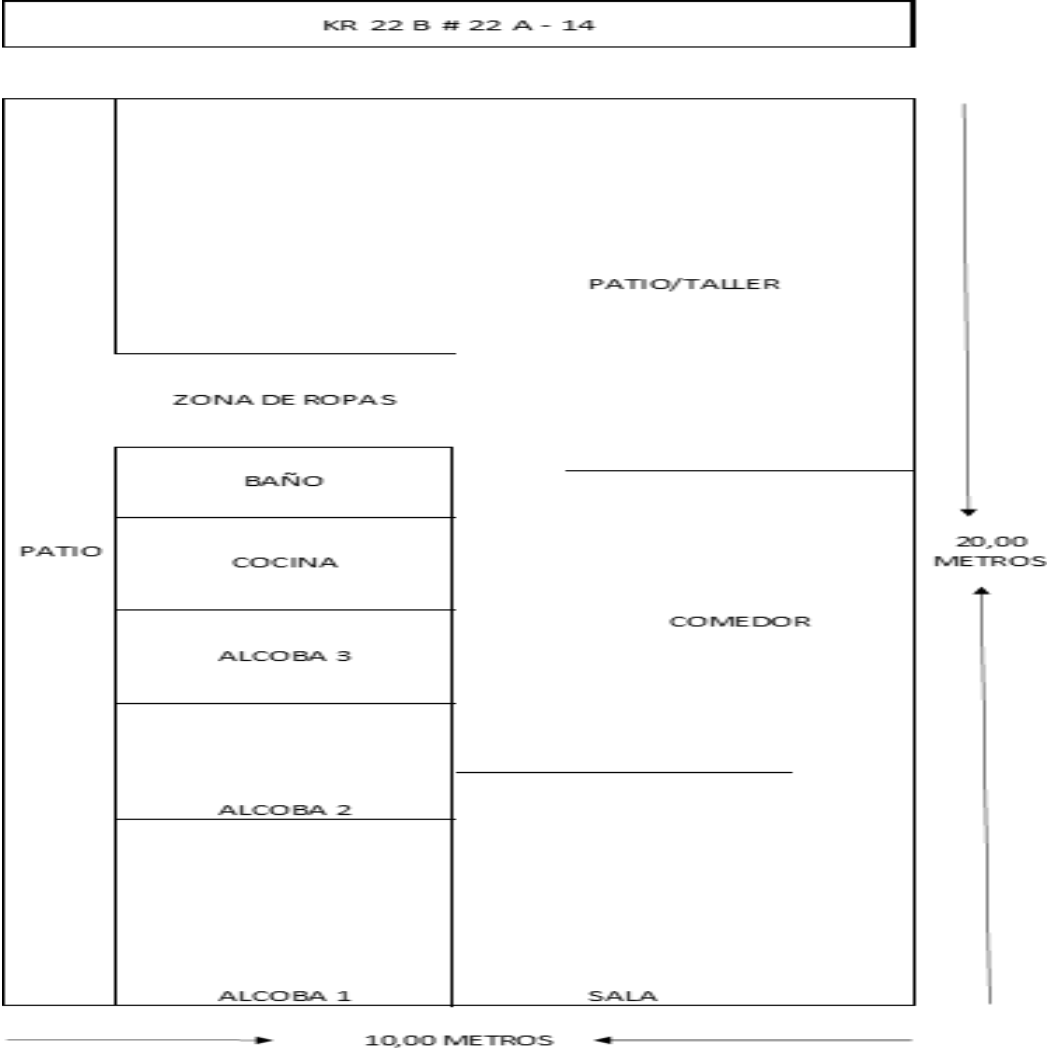 KR 22 B # 22 A - 14
PATIO/TALLER
ZONA DE ROPAS
BAÑO
PATIO
COCINA
20,00
METROS
COMEDOR
ALCOBA 3
ALCOBA 2
ALCOBA 1
SALA
10,00 METROS